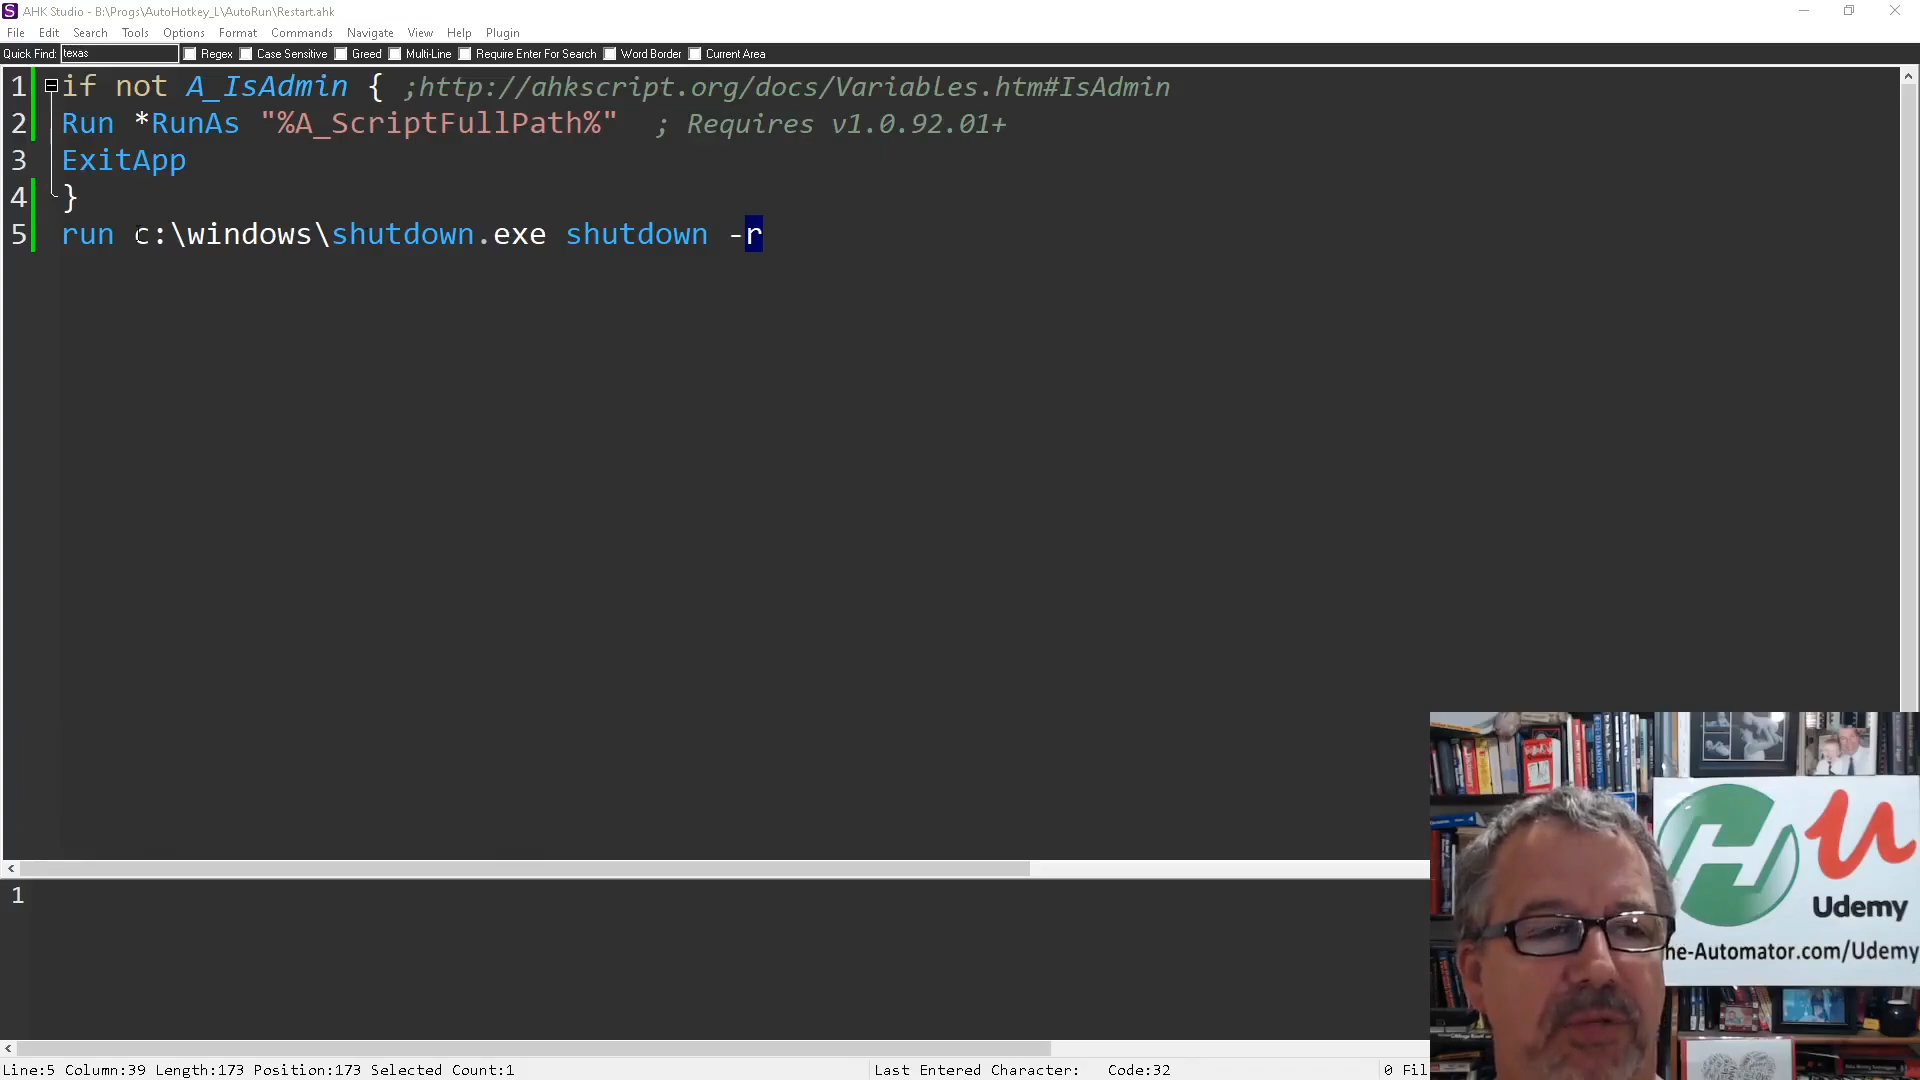 AHK Studio - B:\Progs\AutoHotkey_L\AutoRun\Restart.ahk
File Edit Search Tools Options Format Commands Navigate View Help Plugin
Quick Find: texas Regex Case Sensitive Greed Multi-Line Require Enter For Search Word Border Current Area
1 if not A_IsAdmin { ;http://ahkscript.org/docs/Variables.htm#IsAdmin
2 Run *RunAs "%A_ScriptFullPath%" ; Requires v1.0.92.01+
3 ExitApp
4 }
5 run c:\windows\shutdown.exe shutdown -r
1
Udemy
he-Automator.com/Udemy
Line:5 Column:39 Length:173 Position:173 Selected Count:1 Last Entered Character: Code:32 0 Fil